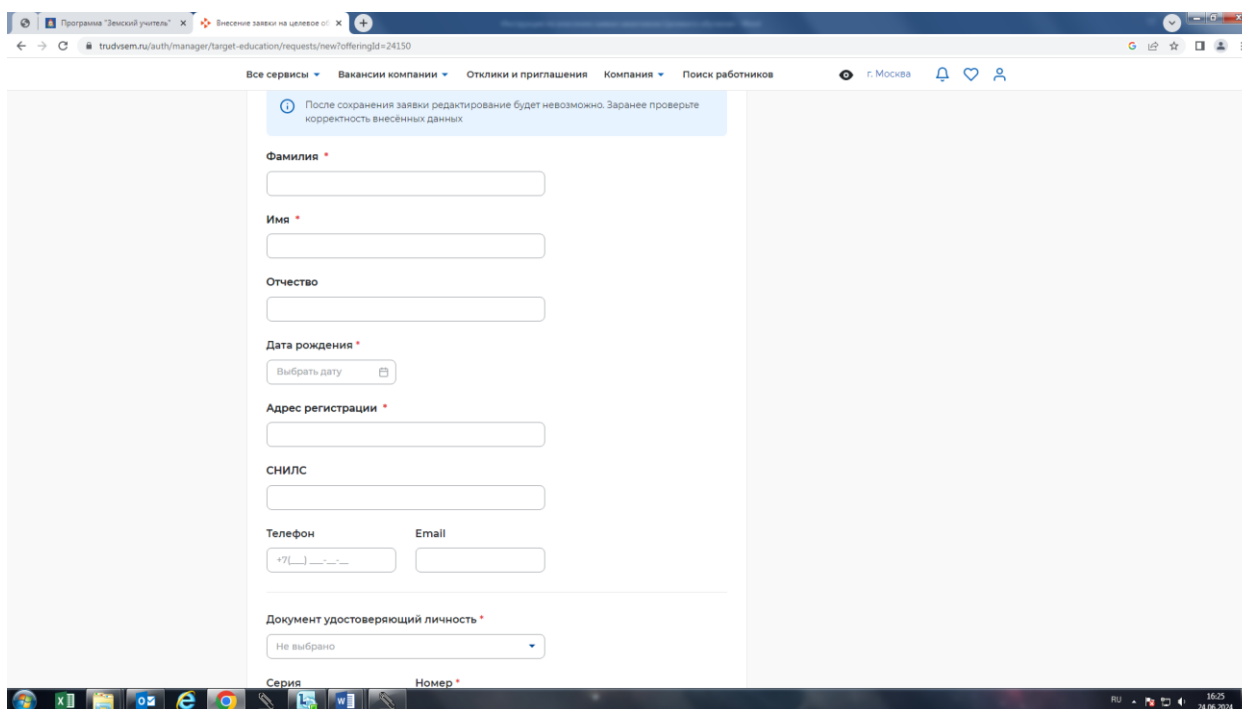 Программа "Земский учитель"
Внесение заявки на целевое об
trudvsem.ru/auth/manager/target-education/requests/new?offeringId=24150
Все сервисы Вакансии компании Отклики и приглашения Компания Поиск работников г. Москва
После сохранения заявки редактирование будет невозможно. Заранее проверьте
корректность внесённых данных
Фамилия *
Имя *
Отчество
Дата рождения *
Выбрать дату
Адрес регистрации *
СНИЛС
Телефон Email
+7(__) ___-__-__
Документ удостоверяющий личность *
Не выбрано
Серия Номер *
RU 16:25
24.06.2024